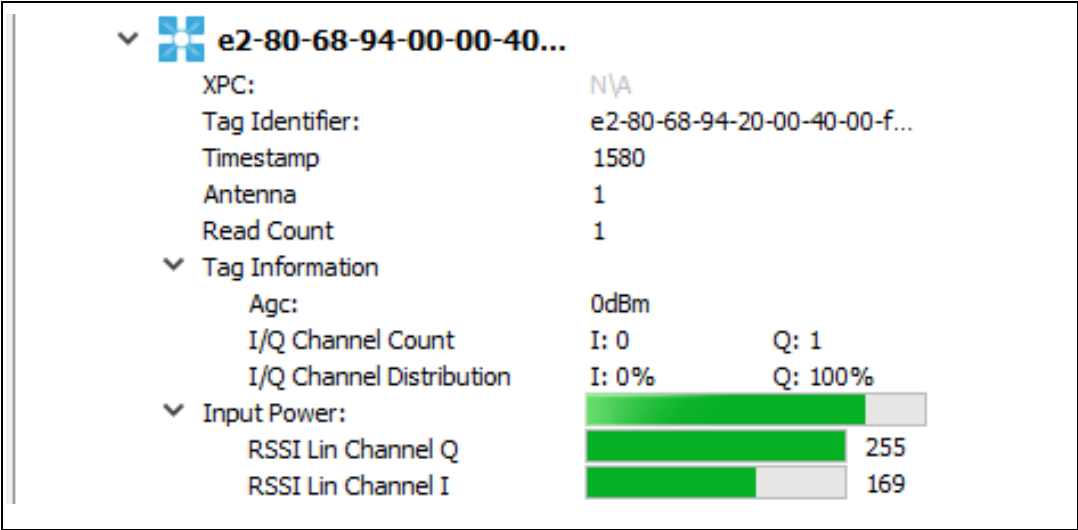 e2-80-68-94-00-00-40...
XPC: N\A
Tag Identifier: e2-80-68-94-20-00-40-00-f...
Timestamp 1580
Antenna 1
Read Count 1
Tag Information
Agc: 0dBm
I/Q Channel Count I: 0 Q: 1
I/Q Channel Distribution I: 0% Q: 100%
Input Power:
RSSI Lin Channel Q 255
RSSI Lin Channel I 169